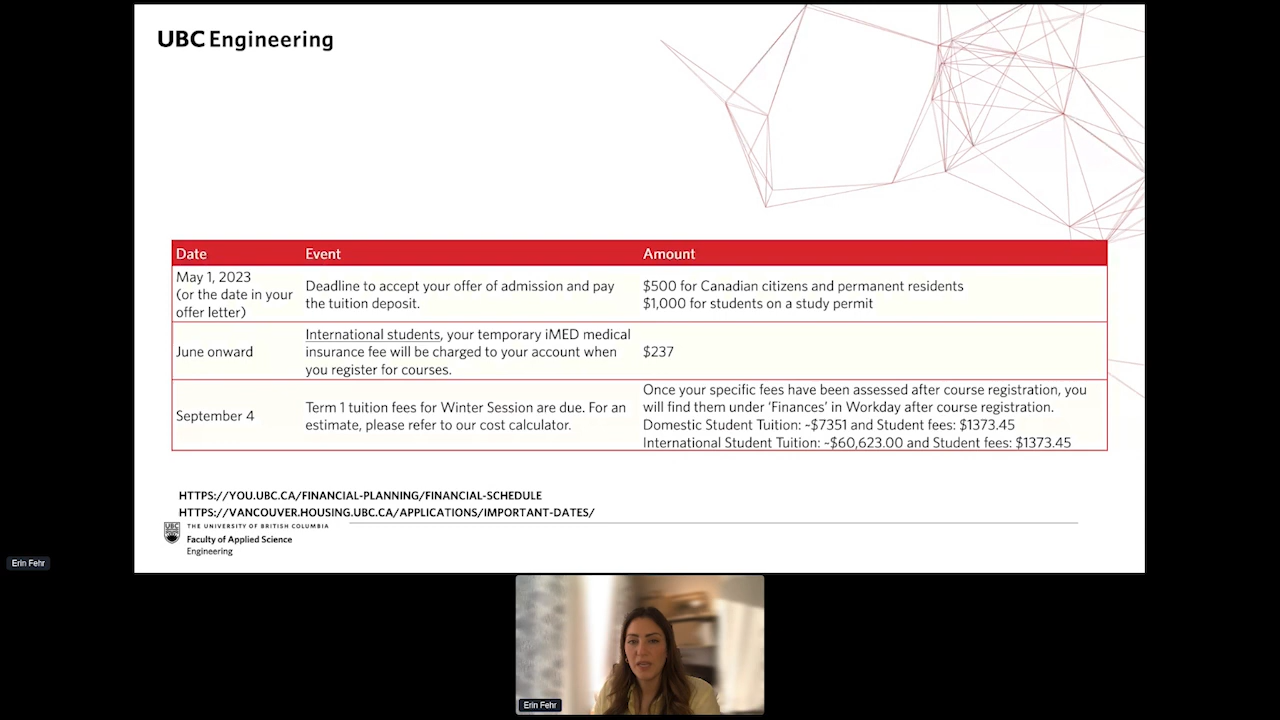 UBC Engineering
Date Event Amount
May 1, 2023
(or the date in your
offer letter)
Deadline to accept your offer of admission and pay
the tuition deposit.
$500 for Canadian citizens and permanent residents
$1,000 for students on a study permit
June onward
International students, your temporary iMED medical
insurance fee will be charged to your account when
you register for courses.
$237
September 4
Term 1 tuition fees for Winter Session are due. For an
estimate, please refer to our cost calculator.
Once your specific fees have been assessed after course registration, you
will find them under ‘Finances’ in Workday after course registration.
Domestic Student Tuition: ~$7351 and Student fees: $1373.45
International Student Tuition: ~$60,623.00 and Student fees: $1373.45
HTTPS://YOU.UBC.CA/FINANCIAL-PLANNING/FINANCIAL-SCHEDULE
HTTPS://VANCOUVER.HOUSING.UBC.CA/APPLICATIONS/IMPORTANT-DATES/
UBC
THE UNIVERSITY OF BRITISH COLUMBIA
Faculty of Applied Science
Engineering
Erin Fehr
Erin Fehr